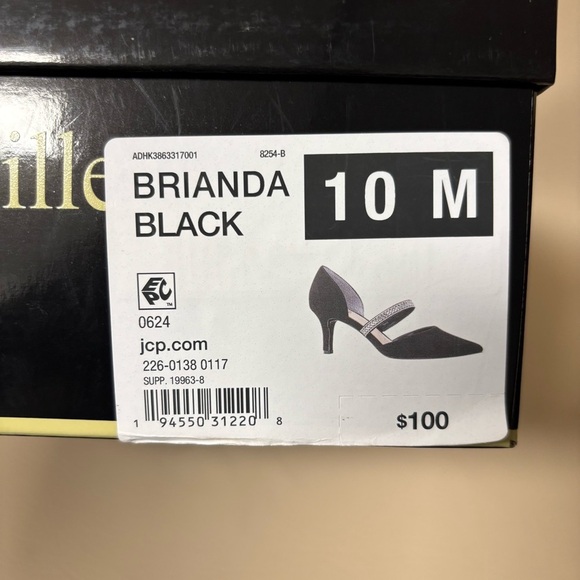 ille
ADHK3863317001 8254-B
BRIANDA
BLACK
10 M
EPC™
0624
jcp.com
226-0138 0117
SUPP. 19963-8
1 94550 31220 8
$100